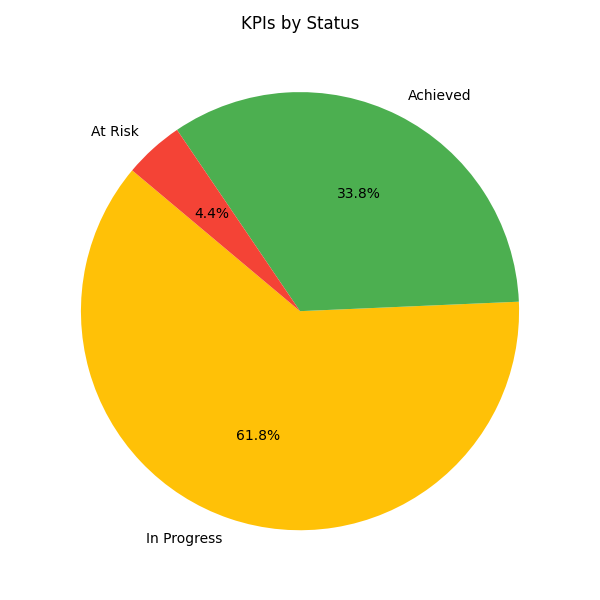 KPIs by Status
Achieved
At Risk
33.8%
4.4%
61.8%
In Progress